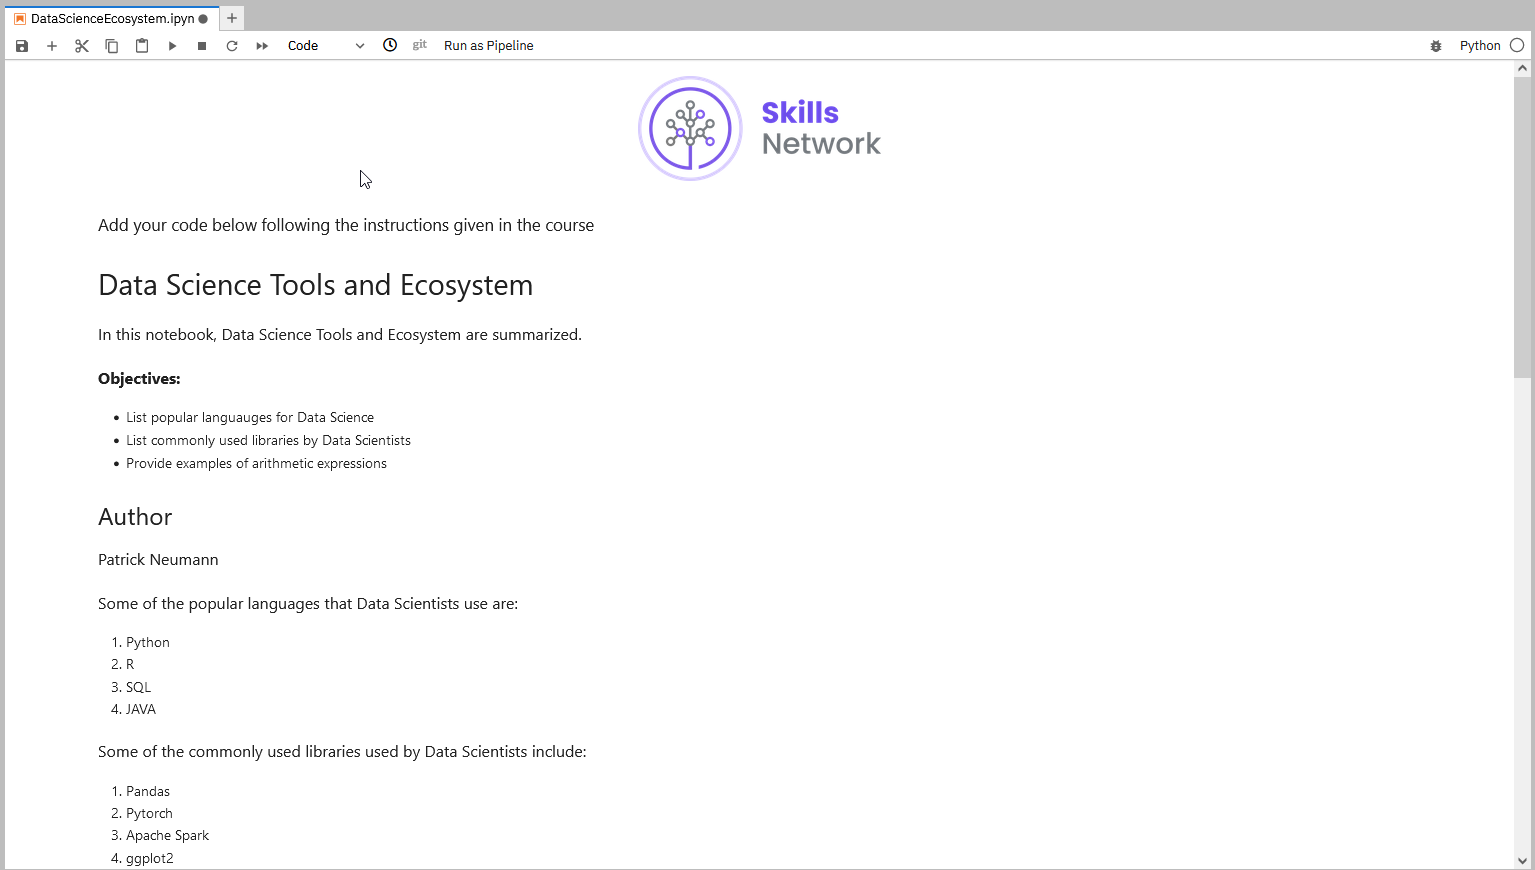 DataScienceEcosystem.ipyn
Code
git
Run as Pipeline
Python
Skills
Network
Add your code below following the instructions given in the course
Data Science Tools and Ecosystem
In this notebook, Data Science Tools and Ecosystem are summarized.
Objectives:
• List popular languauges for Data Science
• List commonly used libraries by Data Scientists
• Provide examples of arithmetic expressions
Author
Patrick Neumann
Some of the popular languages that Data Scientists use are:
1. Python
2. R
3. SQL
4. JAVA
Some of the commonly used libraries used by Data Scientists include:
1. Pandas
2. Pytorch
3. Apache Spark
4. ggplot2